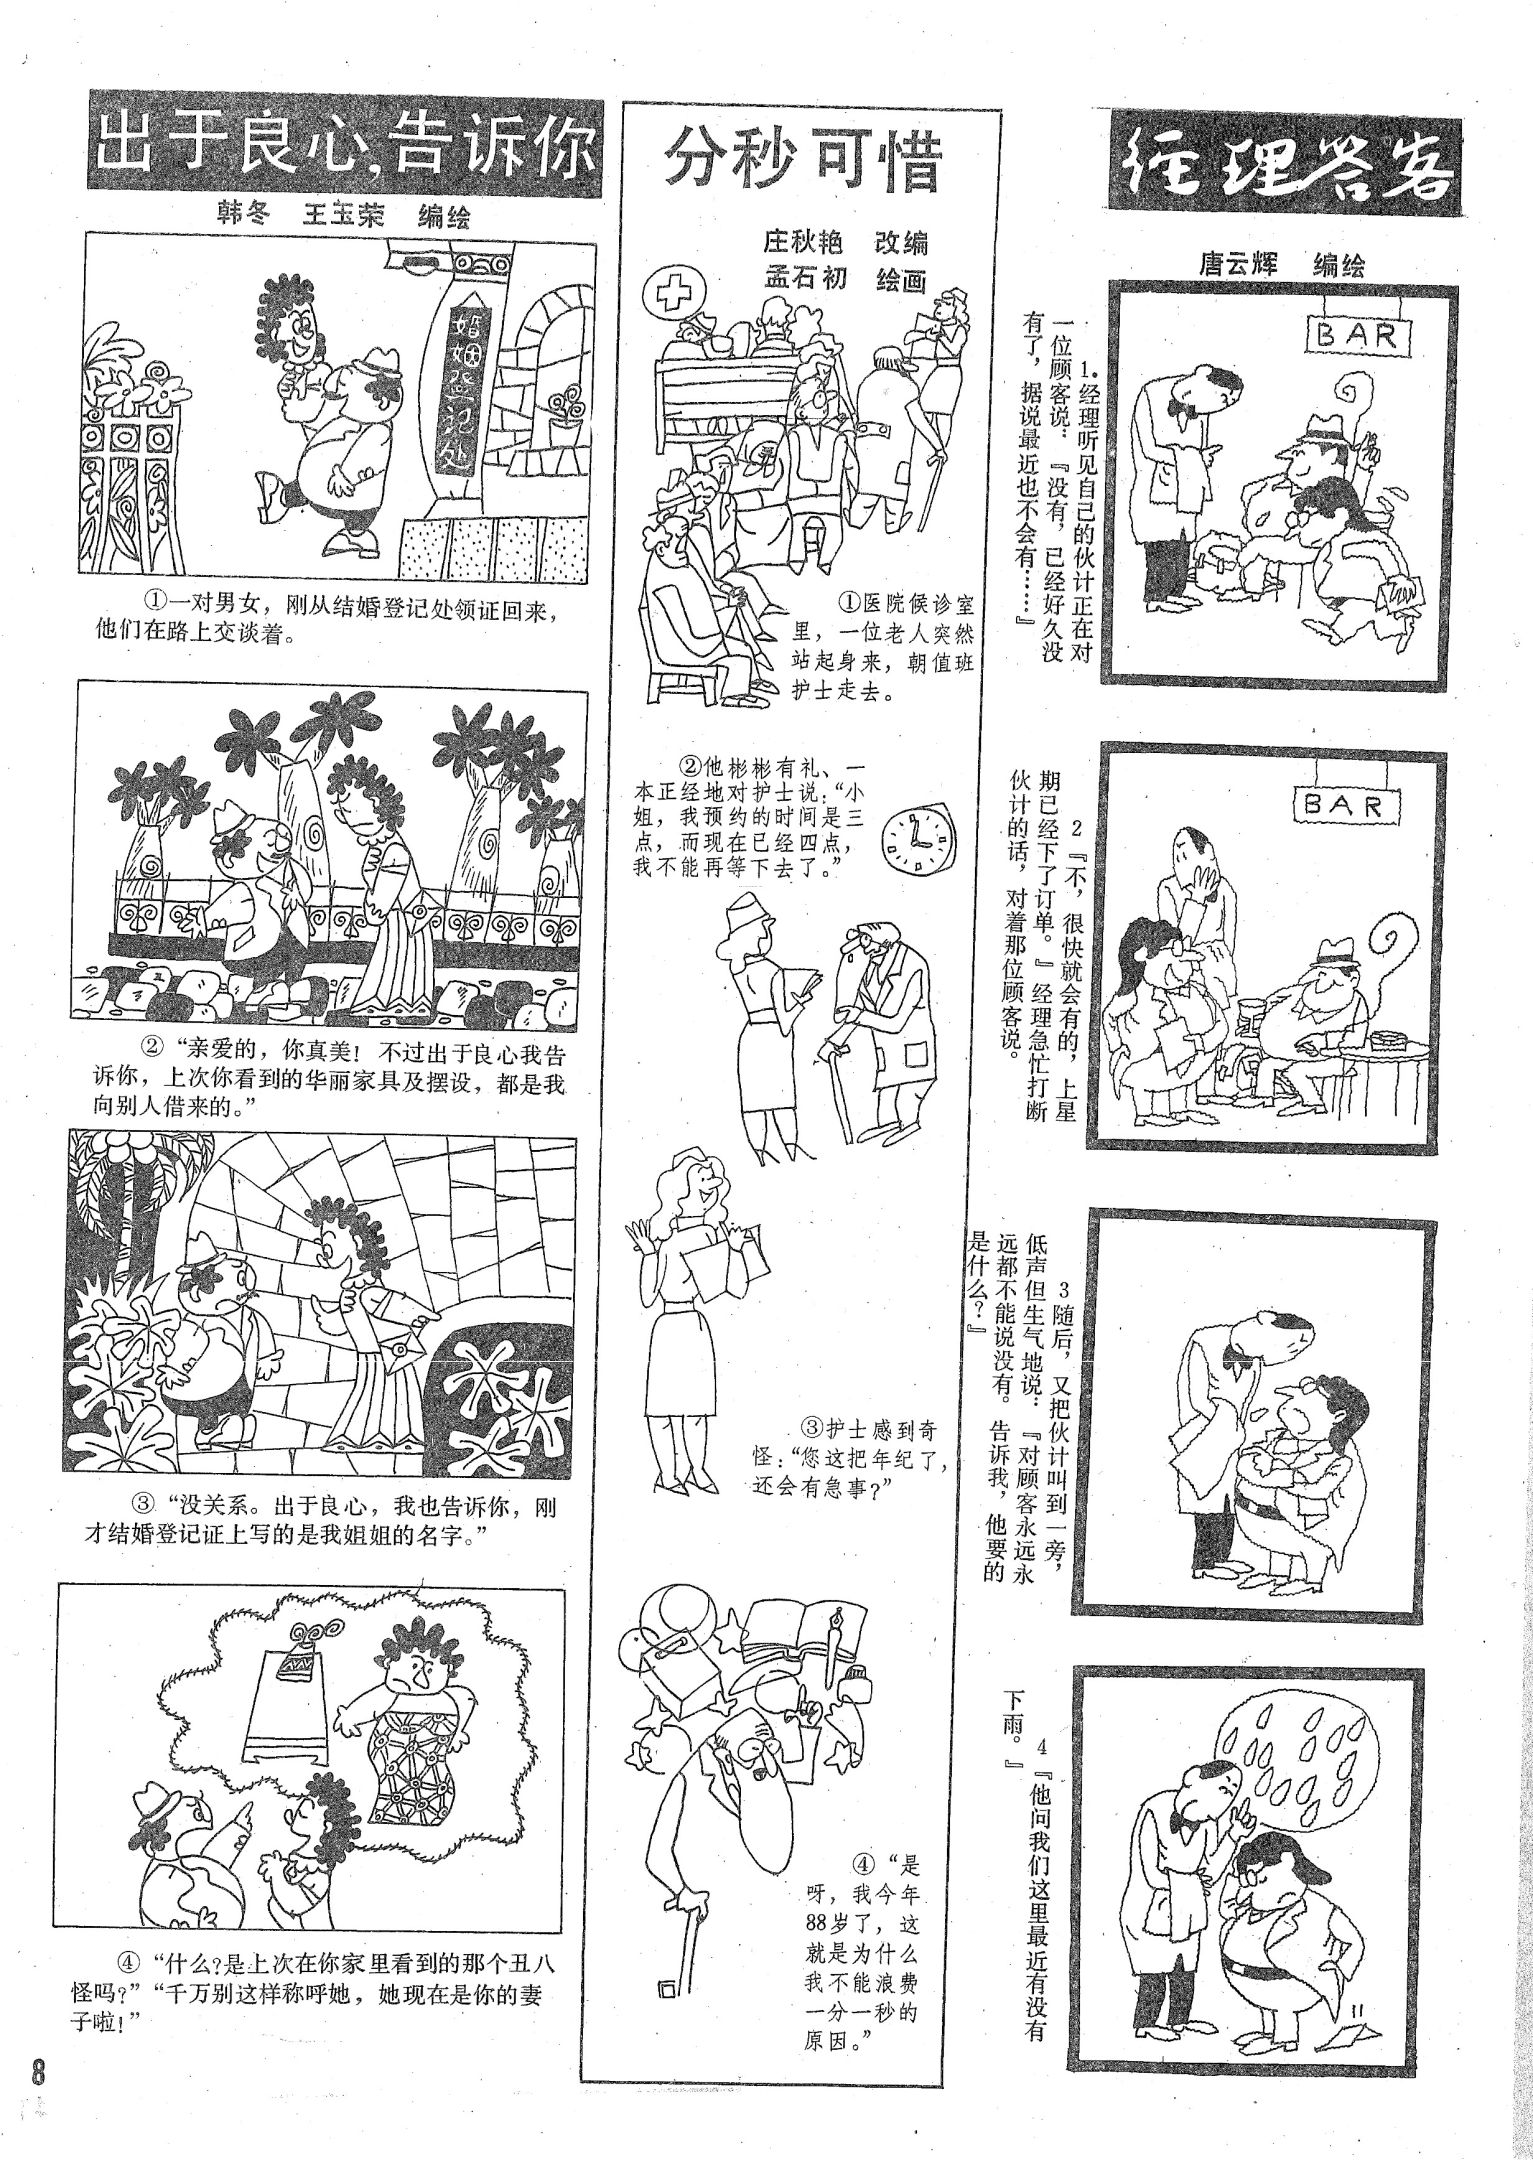 出于良心,告诉你
韩冬 王玉荣 编绘
婚姻登记处
①一对男女，刚从结婚登记处领证回来，
他们在路上交谈着。
②“亲爱的，你真美！不过出于良心我告
诉你，上次你看到的华丽家具及摆设，都是我
向别人借来的。”
③“没关系。出于良心，我也告诉你，刚
才结婚登记证上写的是我姐姐的名字。”
④“什么?是上次在你家里看到的那个丑八
怪吗?”“千万别这样称呼她，她现在是你的妻
子啦！”
8
分秒可惜
庄秋艳 改编
孟石初 绘画
①医院候诊室
里，一位老人突然
站起身来，朝值班
护士走去。
②他彬彬有礼、一
本正经地对护士说：“小
姐，我预约的时间是三
点，而现在已经四点，
我不能再等下去了。”
③护士感到奇
怪：“您这把年纪了，
还会有急事?”
④“是
呀，我今年
88岁了，这
就是为什么
我不能浪费
一分一秒的
原因。”
经理答客
唐云辉 编绘
BAR
1.经理听见自己的伙计正在对
一位顾客说：『没有，已经好久没
有了，据说最近也不会有……』
BAR
2『不，很快就会有的，上星
期已经下了订单。』经理急忙打断
伙计的话，对着那位顾客说。
3随后，又把伙计叫到一旁，
低声但生气地说：『对顾客永远永
远都不能说没有。告诉我，他要的
是什么？』
4『他问我们这里最近有没有
下雨。』